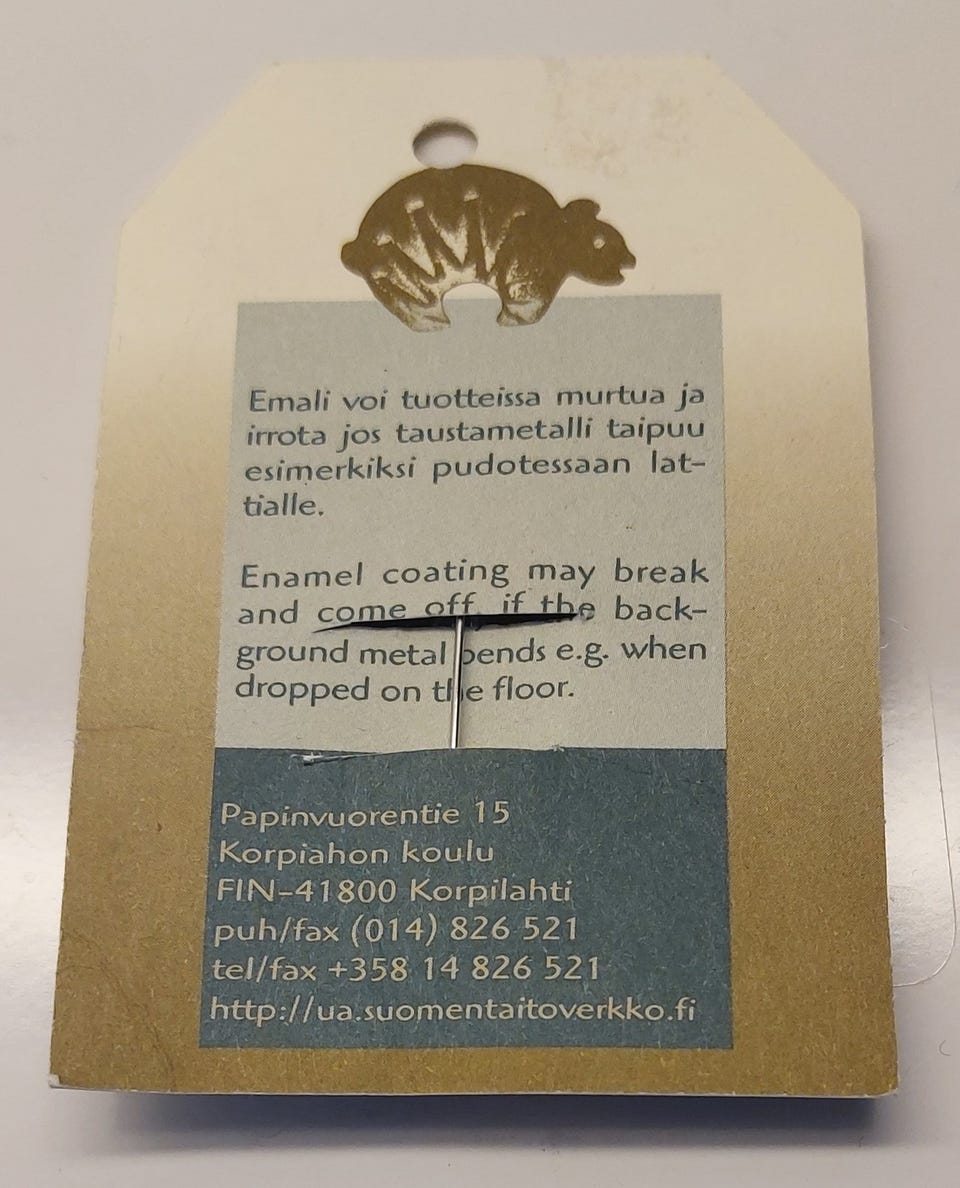 Emali voi tuotteissa murtua ja
irrota jos taustametalli taipuu
esimerkiksi pudotessaan lat-
tialle.
Enamel coating may break
and come off, if the back-
ground metal bends e.g. when
dropped on the floor.
Papinvuorentie 15
Korpiahon koulu
FIN-41800 Korpilahti
puh/fax (014) 826 521
tel/fax +358 14 826 521
http://ua.suomentaitoverkko.fi